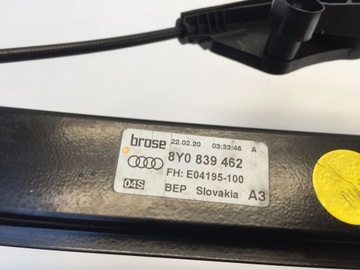 brose 22.02.20 03:33:48 A
8Y0 839 462
FH: E04195-100
04S BEP Slovakia A3